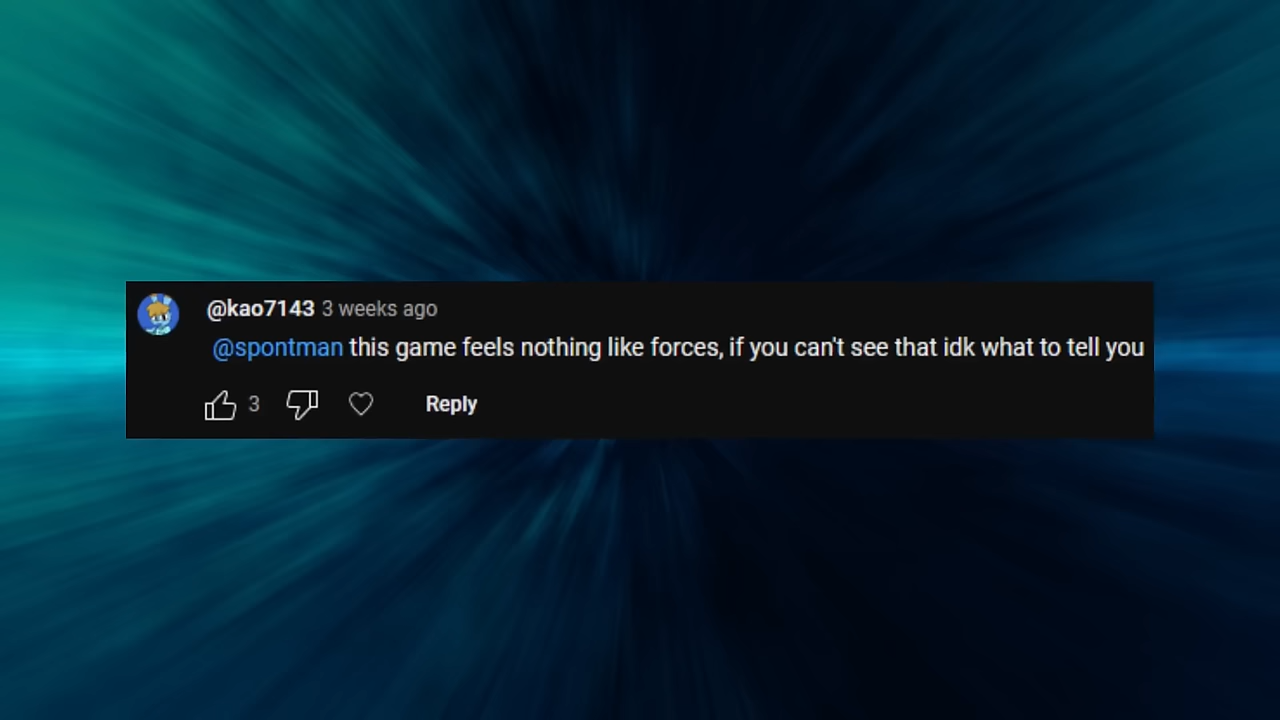 @kao7143 3 weeks ago
@spontman this game feels nothing like forces, if you can't see that idk what to tell you
3 Reply